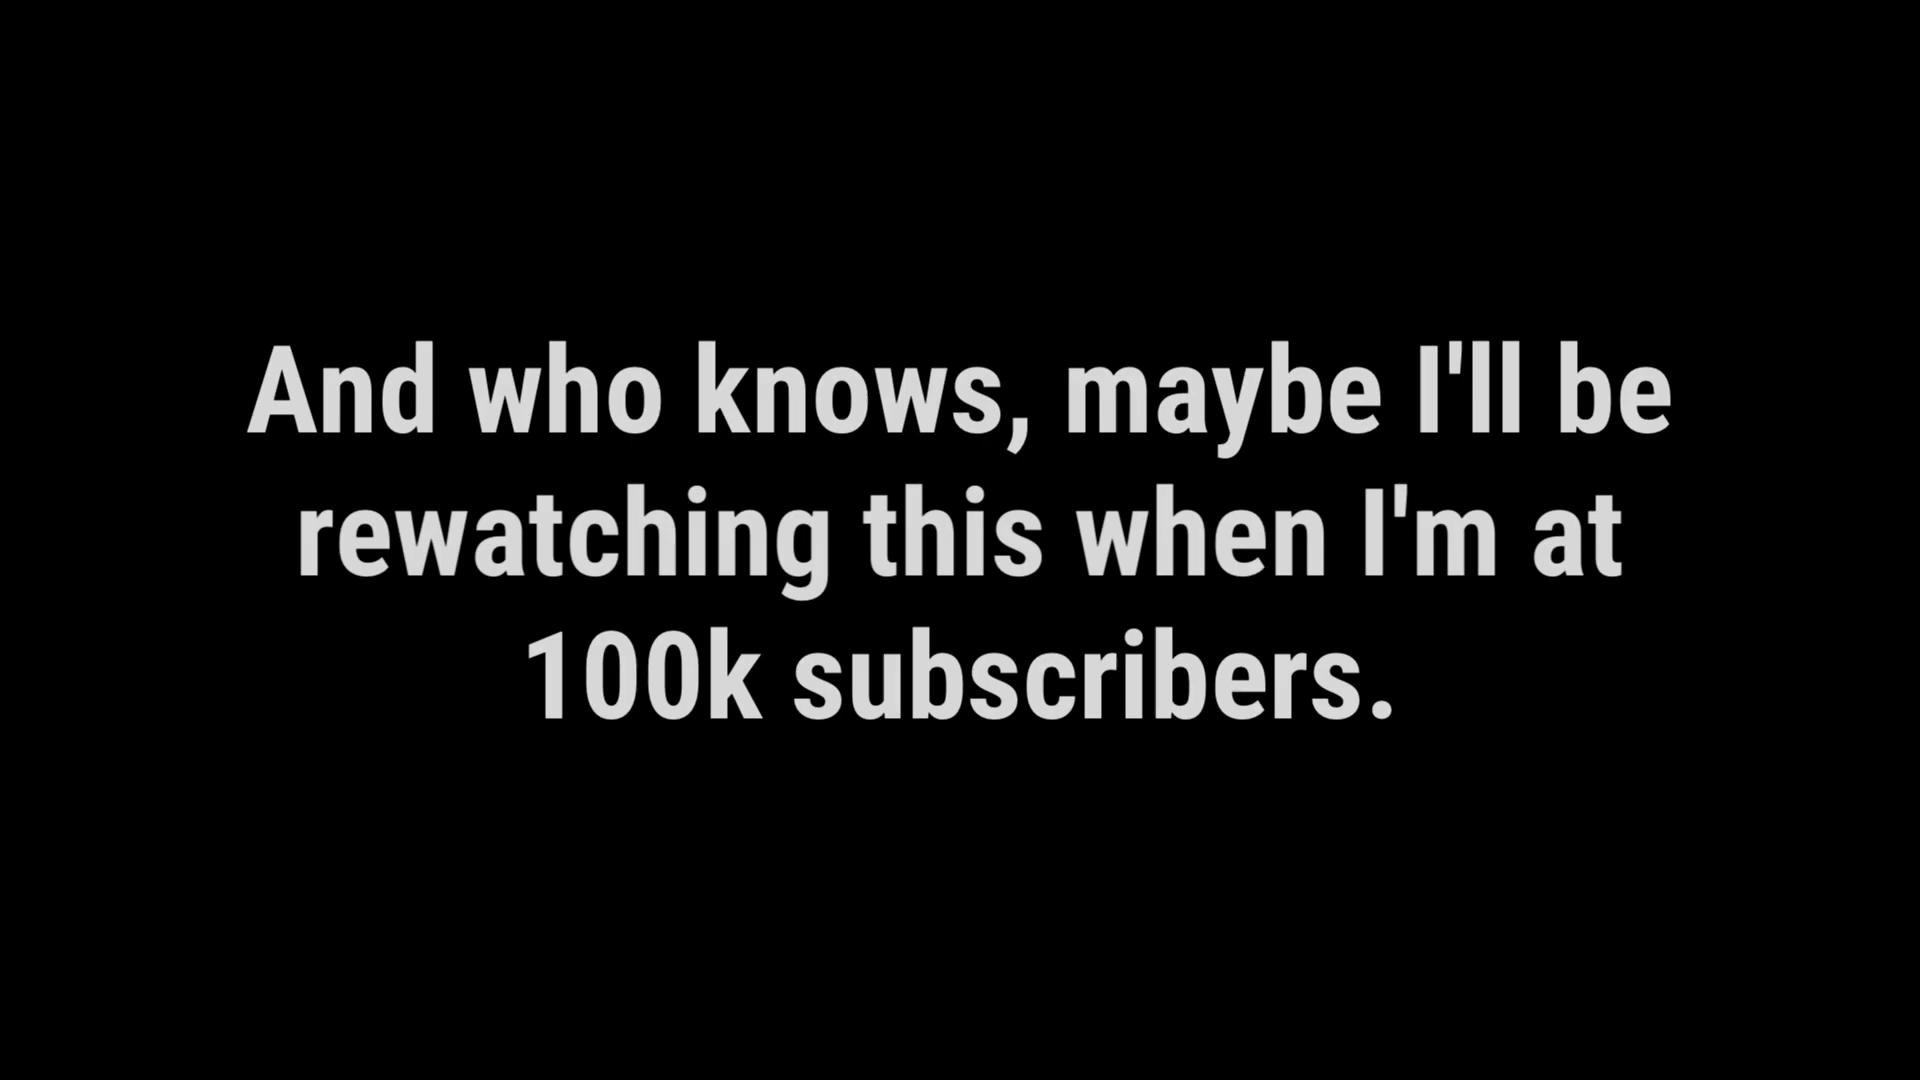 And who knows, maybe I'll be
rewatching this when I'm at
100k subscribers.